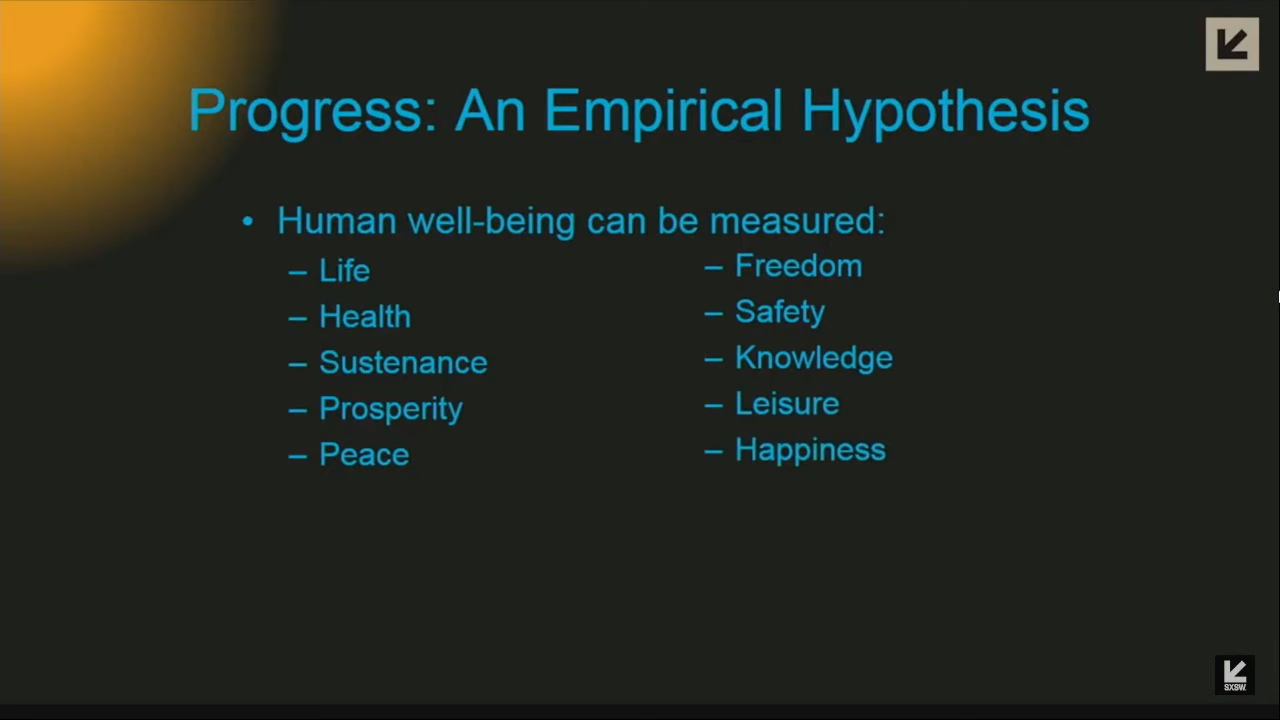 Progress: An Empirical Hypothesis
• Human well-being can be measured:
– Life
– Health
– Sustenance
– Prosperity
– Peace
– Freedom
– Safety
– Knowledge
– Leisure
– Happiness
SXSW